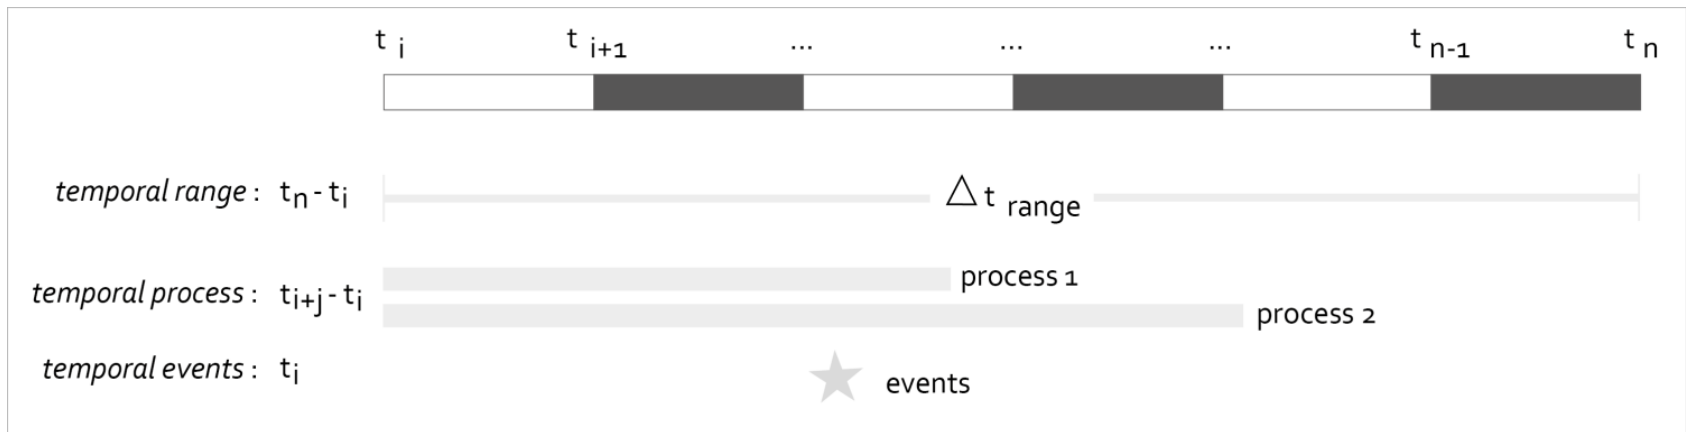 t i t i+1 ... ... ... t n-1 t n
temporal range : tn - ti △ t range
process 1
temporal process : ti+j - ti
process 2
temporal events : ti
events